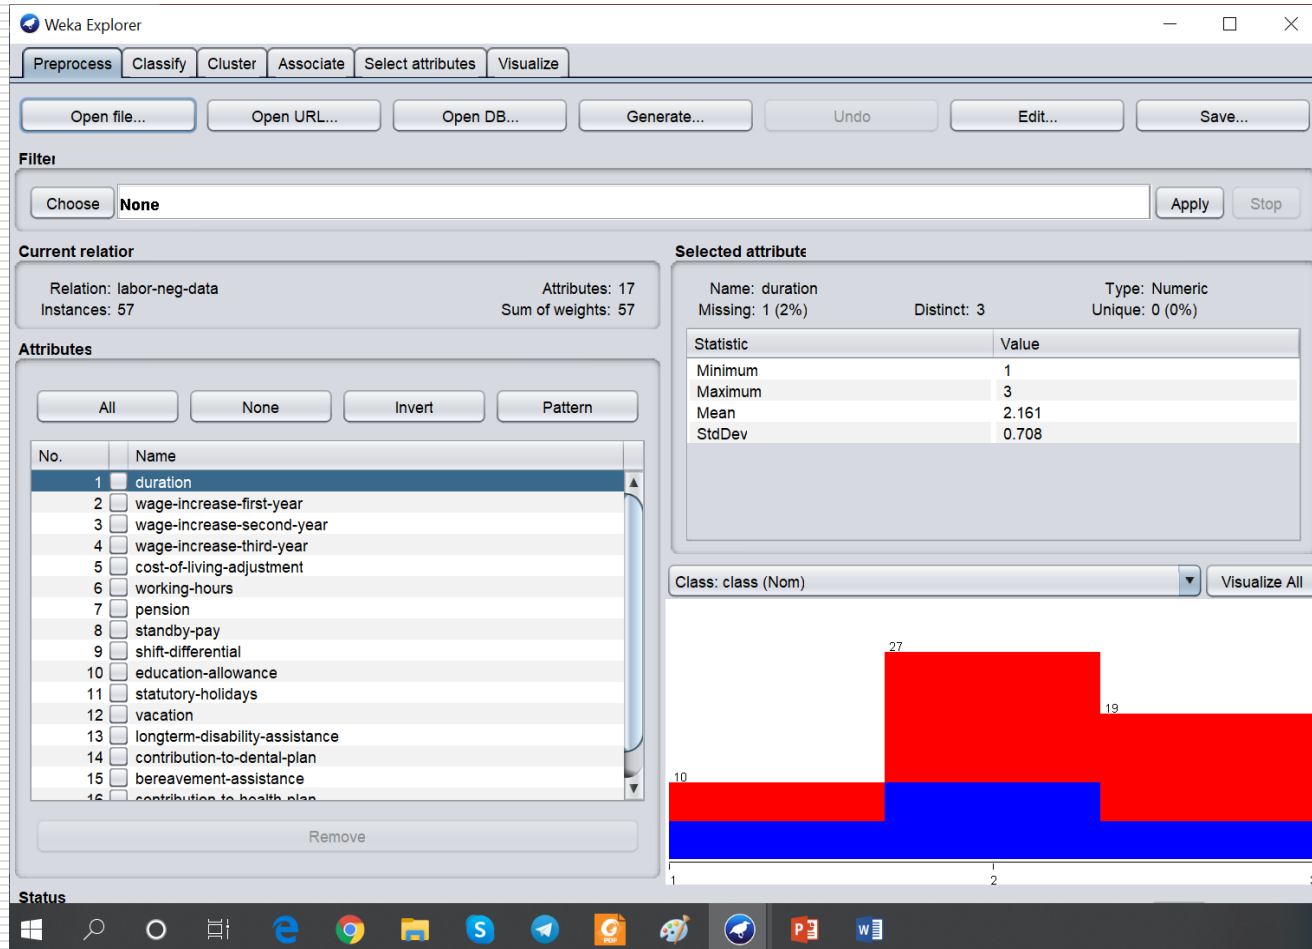 Weka Explorer
Preprocess Classify Cluster Associate Select attributes Visualize
Open file... Open URL... Open DB... Generate... Undo Edit... Save...
Filter
Choose None Apply Stop
Current relation
Relation: labor-neg-data Attributes: 17
Instances: 57 Sum of weights: 57
Selected attribute
Name: duration Type: Numeric
Missing: 1 (2%) Distinct: 3 Unique: 0 (0%)
Statistic Value
Minimum 1
Maximum 3
Mean 2.161
StdDev 0.708
Attributes
All None Invert Pattern
No. Name
1 duration
2 wage-increase-first-year
3 wage-increase-second-year
4 wage-increase-third-year
5 cost-of-living-adjustment
6 working-hours
7 pension
8 standby-pay
9 shift-differential
10 education-allowance
11 statutory-holidays
12 vacation
13 longterm-disability-assistance
14 contribution-to-dental-plan
15 bereavement-assistance
16 contribution-to-health-plan
Remove
Class: class (Nom) Visualize All
27
19
10
1 2 3
Status